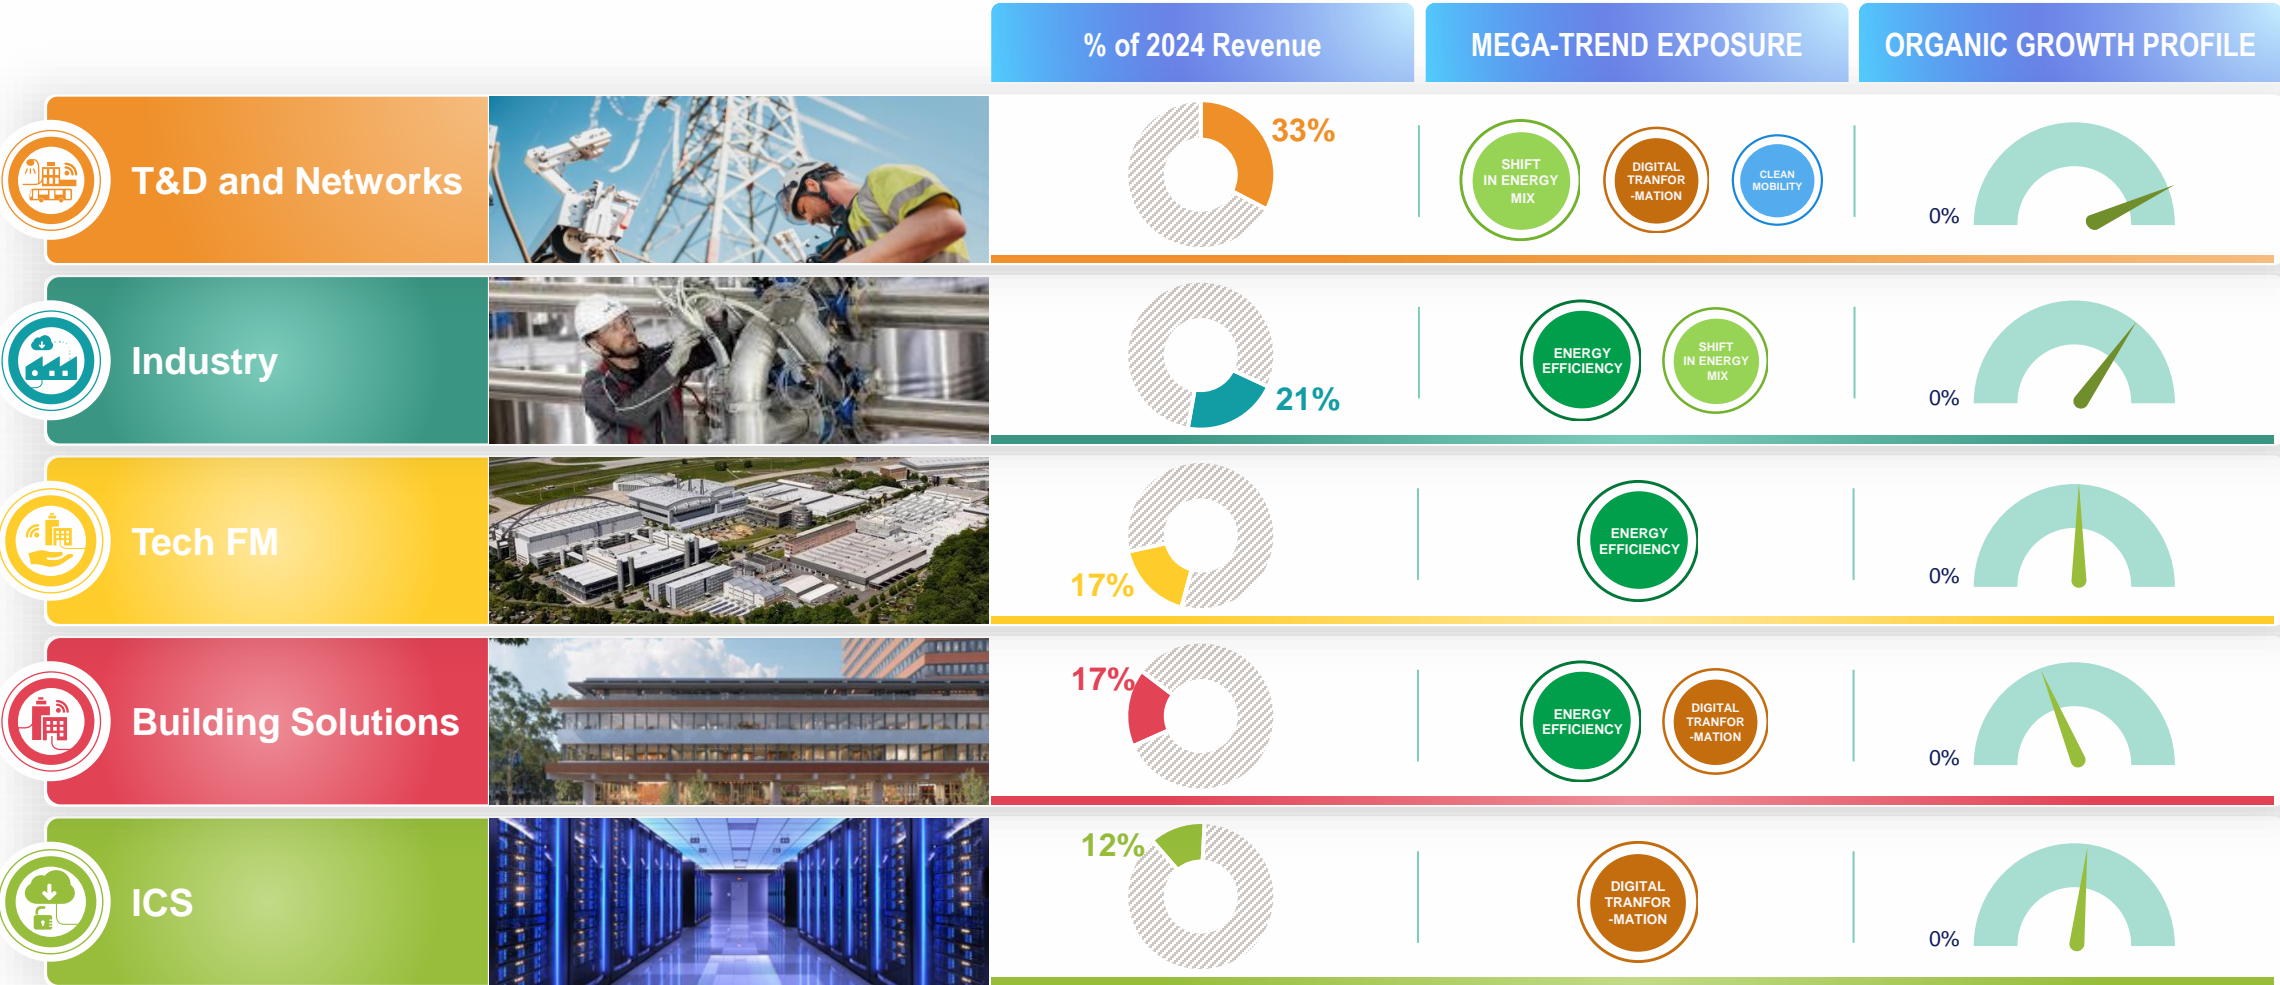 % of 2024 Revenue
MEGA-TREND EXPOSURE
ORGANIC GROWTH PROFILE
T&D and Networks
33%
SHIFT
IN ENERGY
MIX
DIGITAL
TRANFOR
-MATION
CLEAN
MOBILITY
0%
Industry
21%
ENERGY
EFFICIENCY
SHIFT
IN ENERGY
MIX
0%
Tech FM
17%
ENERGY
EFFICIENCY
0%
Building Solutions
17%
ENERGY
EFFICIENCY
DIGITAL
TRANFOR
-MATION
0%
ICS
12%
DIGITAL
TRANFOR
-MATION
0%